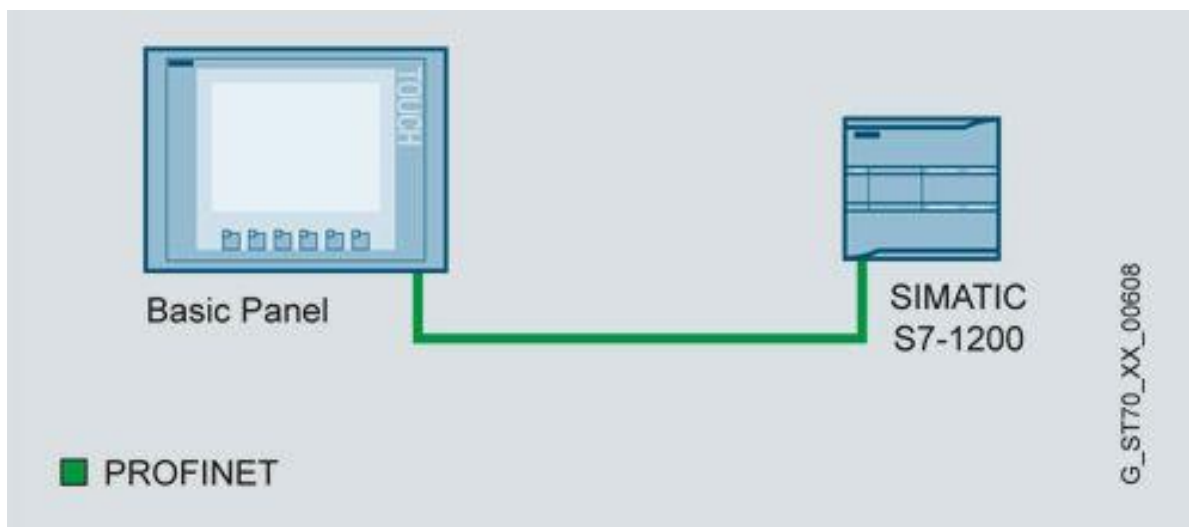 TOUCH
Basic Panel
SIMATIC
S7-1200
PROFINET
G_ST70_XX_00608